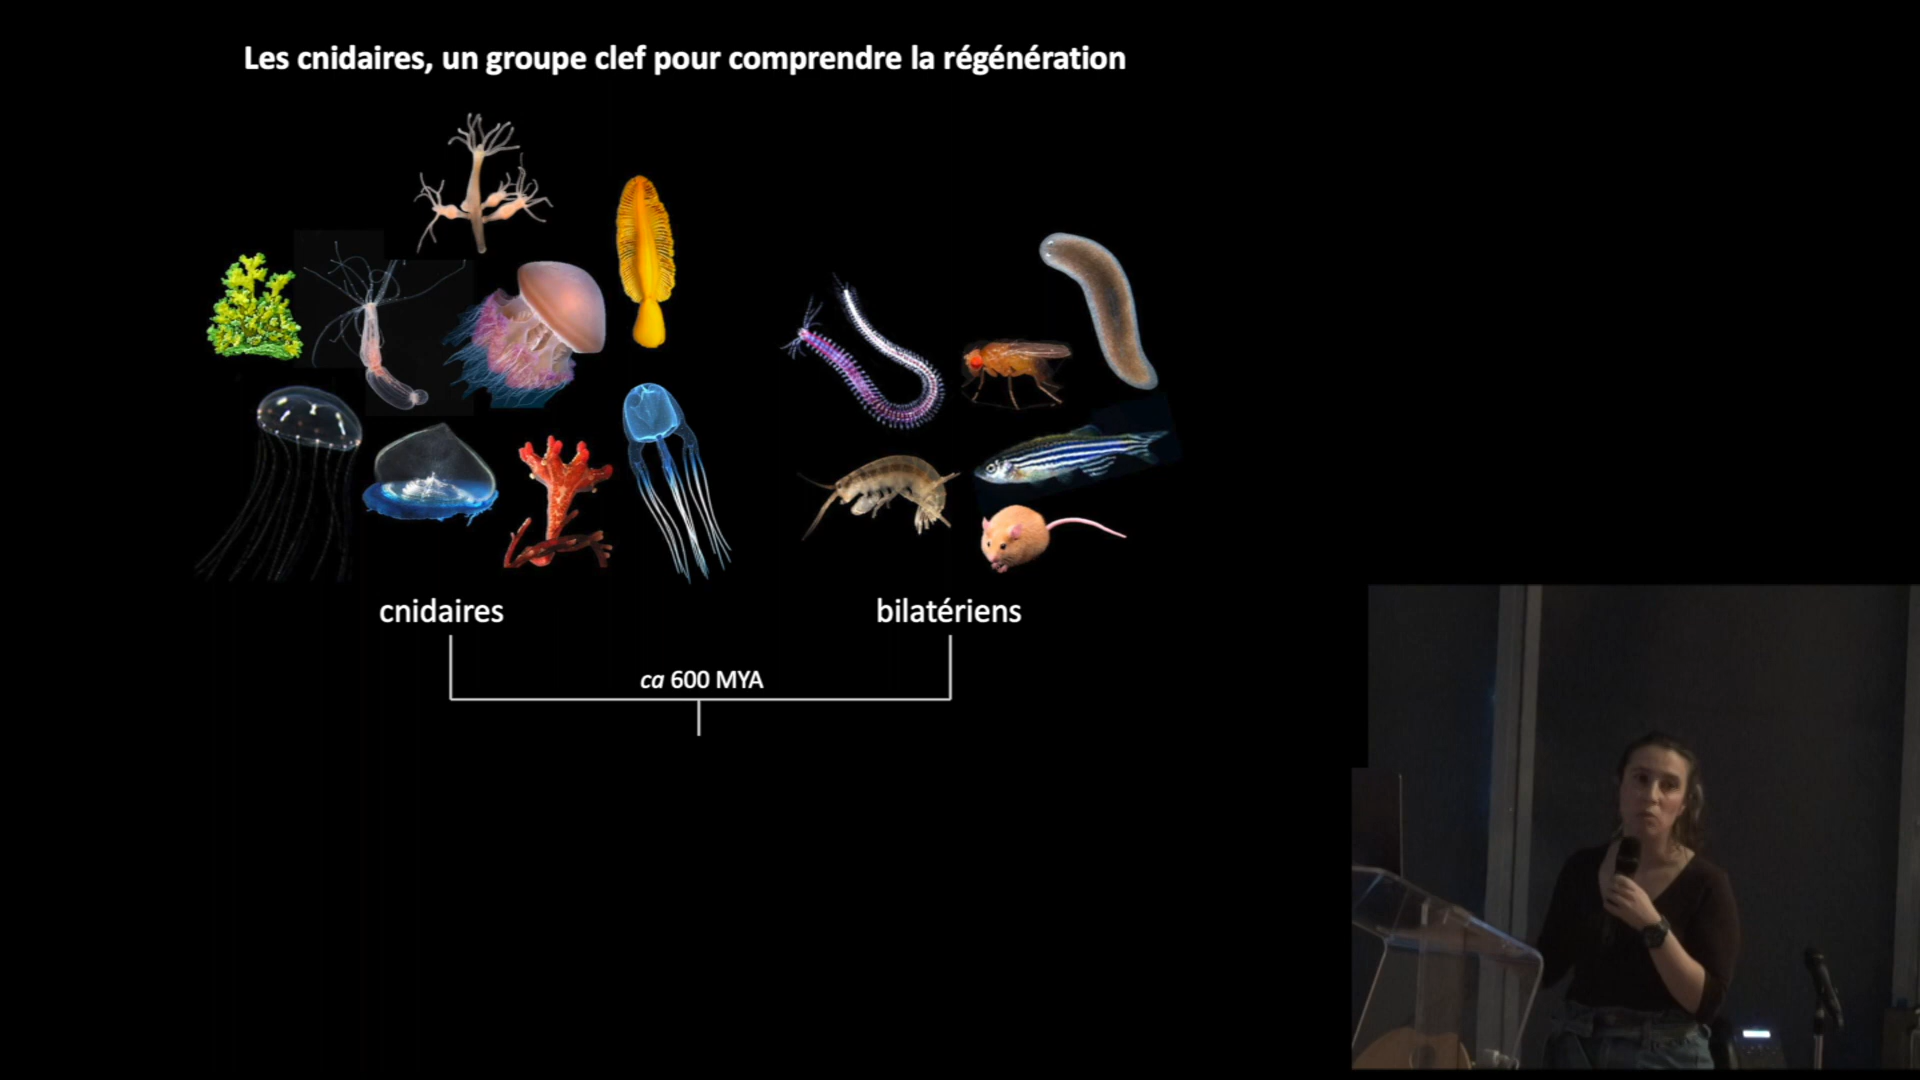 Les cnidaires, un groupe clef pour comprendre la régénération
cnidaires
bilatériens
ca 600 MYA